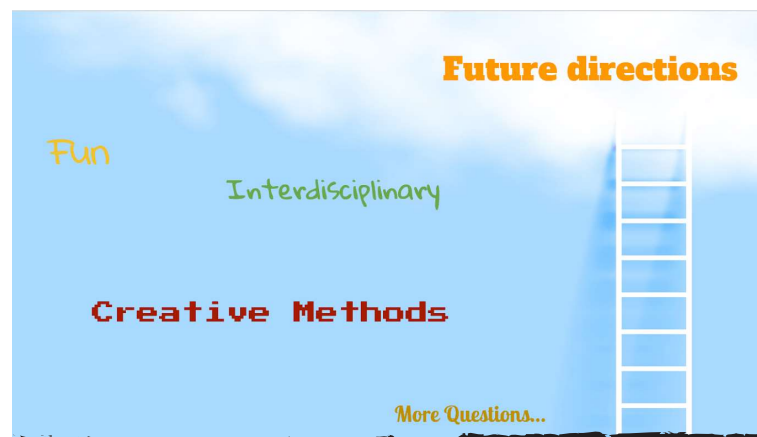 Future directions
Fun
Interdisciplinary
Creative Methods
More Questions...